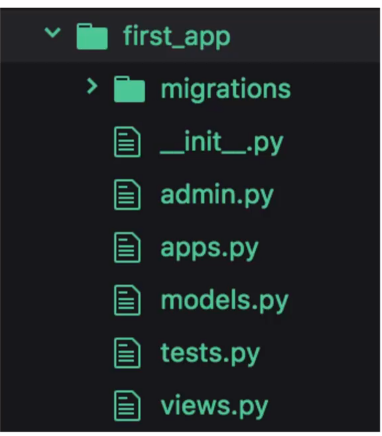 first_app
migrations
__init__.py
admin.py
apps.py
models.py
tests.py
views.py